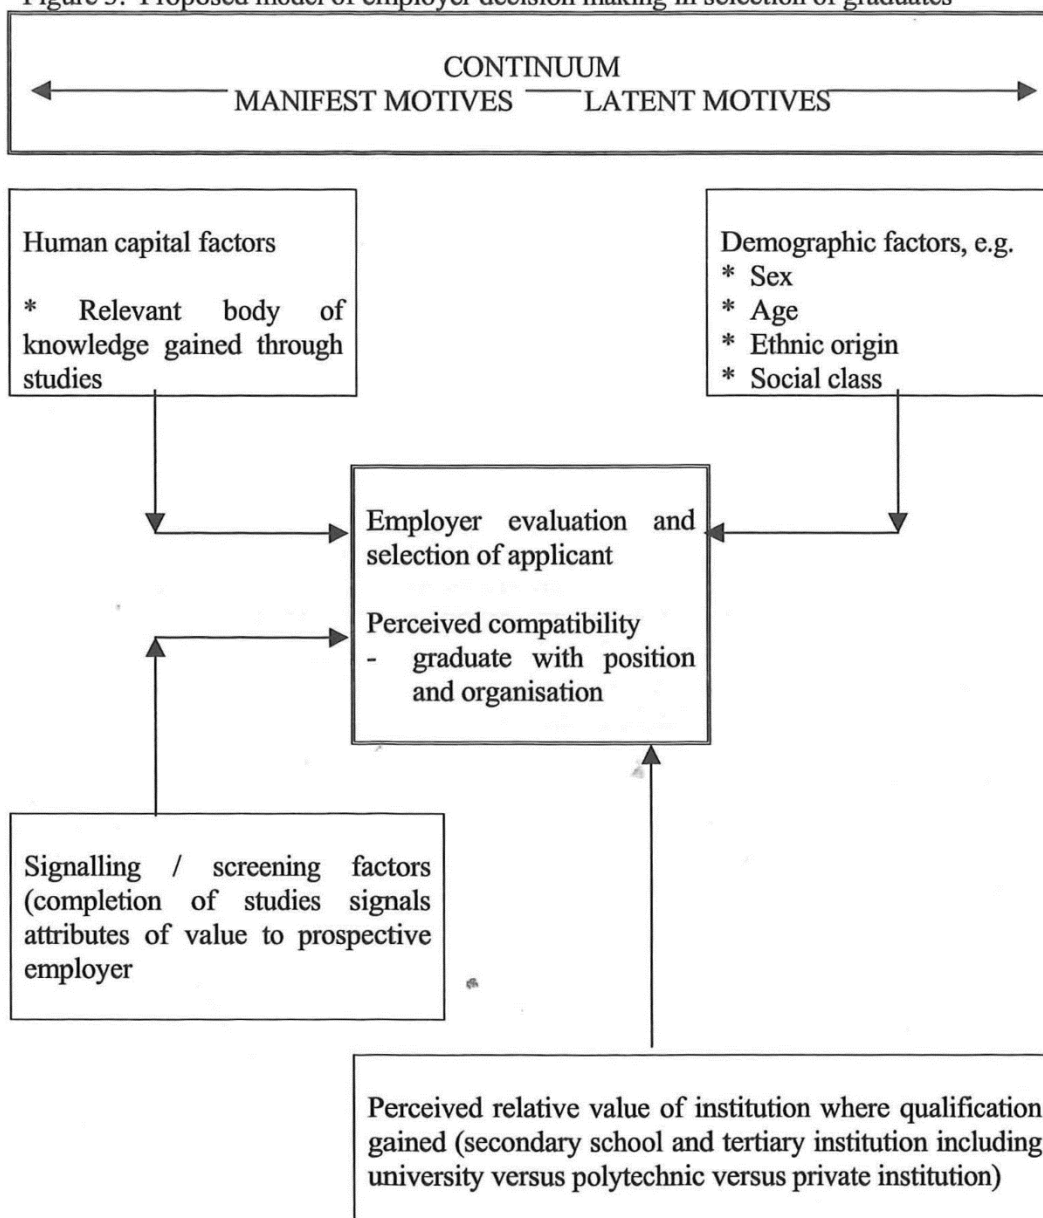 Figure 3: Proposed model of employer decision making in selection of graduates
CONTINUUM
MANIFEST MOTIVES LATENT MOTIVES
Human capital factors
* Relevant body of
knowledge gained through
studies
Demographic factors, e.g.
* Sex
* Age
* Ethnic origin
* Social class
Employer evaluation and
selection of applicant
Perceived compatibility
- graduate with position
and organisation
Signalling / screening factors
(completion of studies signals
attributes of value to prospective
employer
Perceived relative value of institution where qualification
gained (secondary school and tertiary institution including
university versus polytechnic versus private institution)